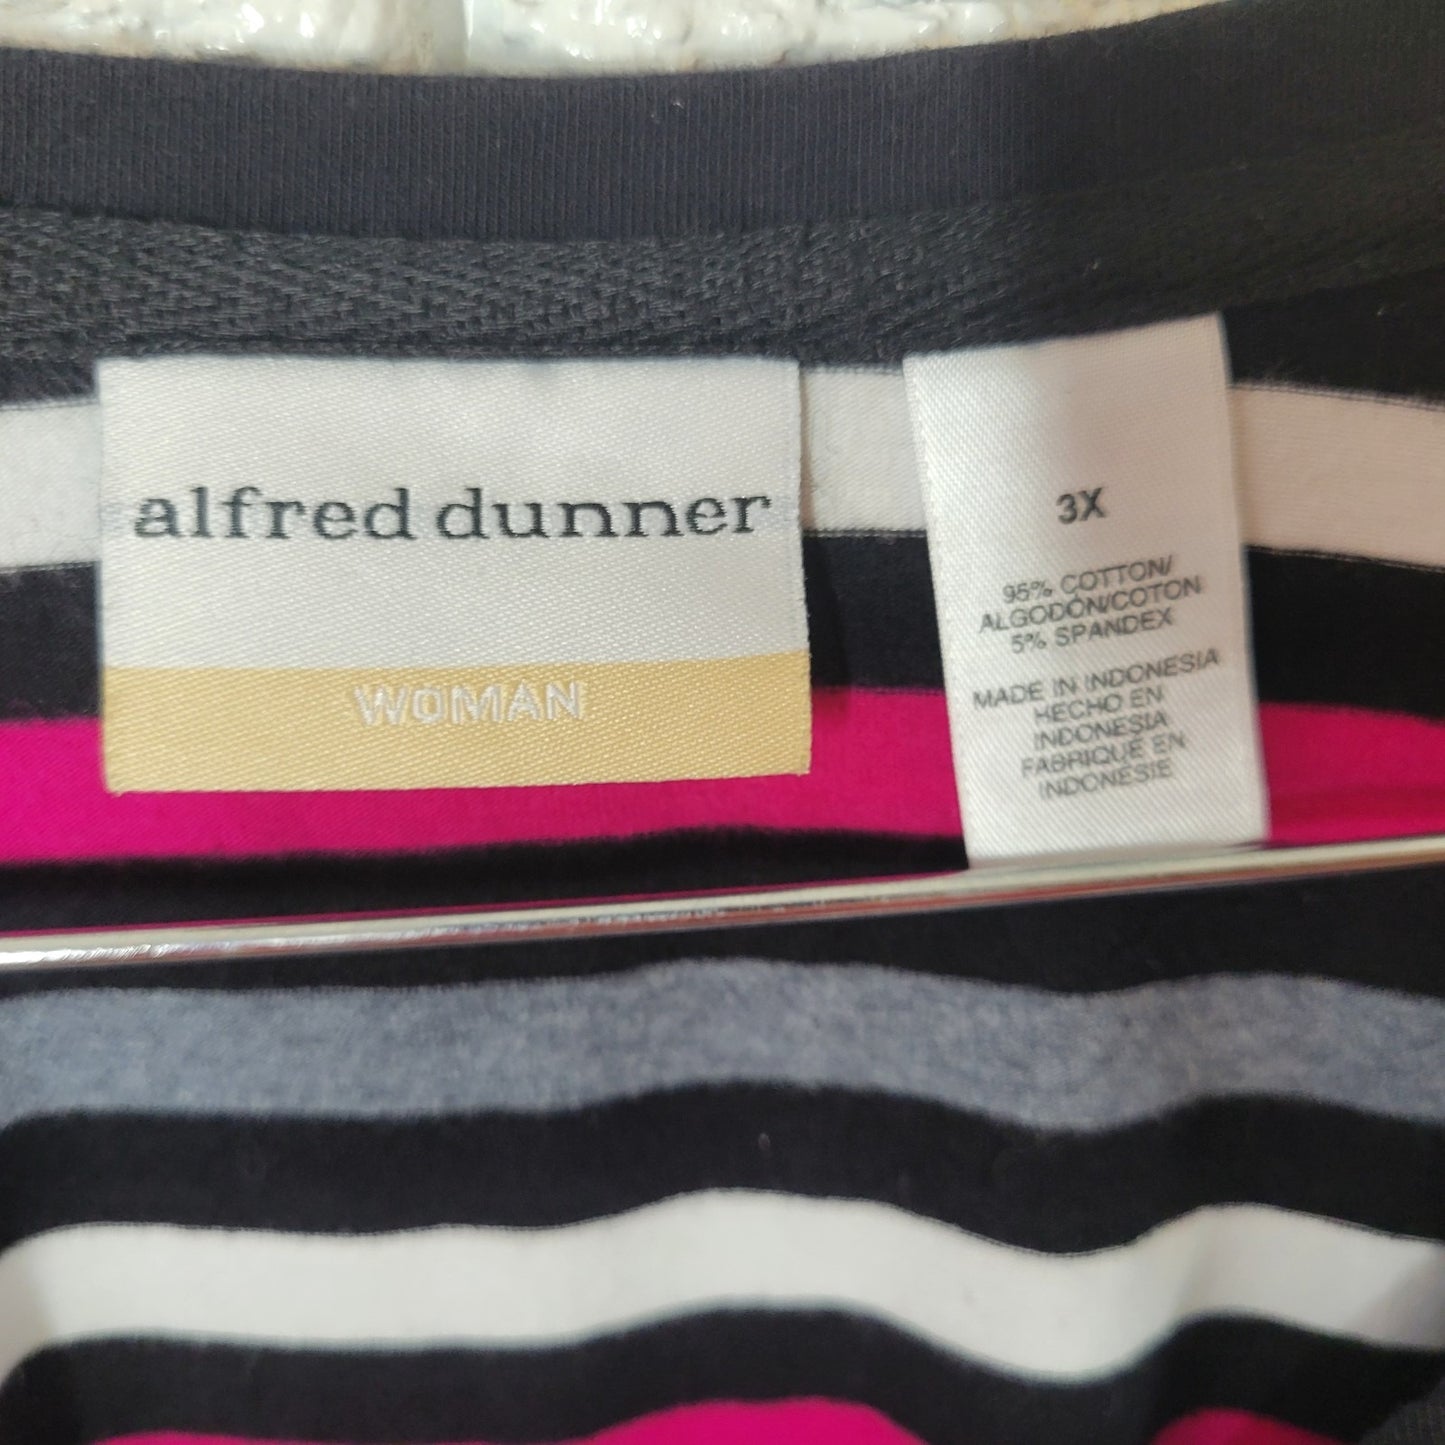 alfred dunner
WOMAN
3X
95% COTTON/
ALGODÓN/COTON
5% SPANDEX
MADE IN INDONESIA
HECHO EN
INDONESIA
FABRIQUÉ EN
INDONÉSIE